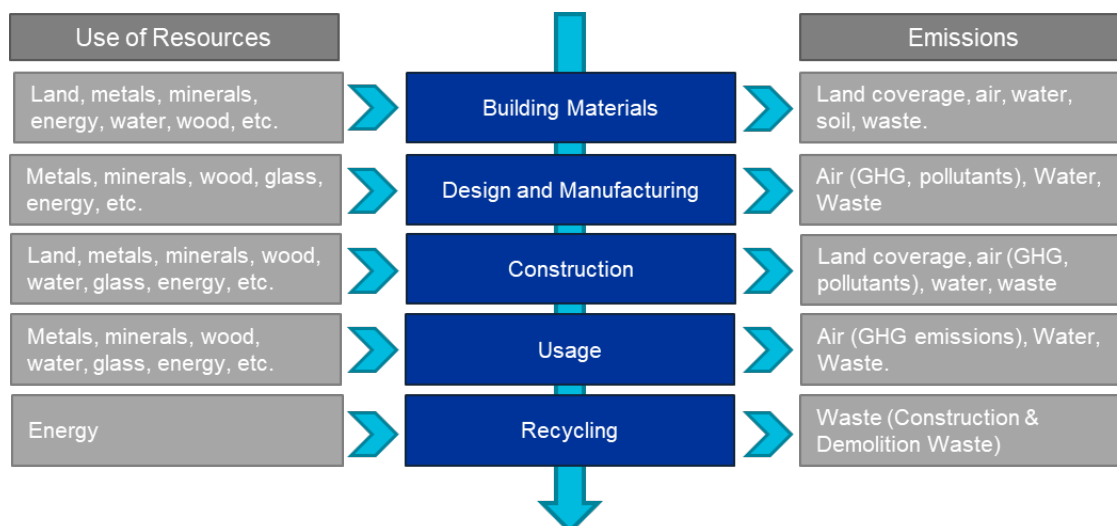 Use of Resources
Emissions
Land, metals, minerals,
energy, water, wood, etc.
Building Materials
Land coverage, air, water,
soil, waste.
Metals, minerals, wood, glass,
energy, etc.
Design and Manufacturing
Air (GHG, pollutants), Water,
Waste
Land, metals, minerals, wood,
water, glass, energy, etc.
Construction
Land coverage, air (GHG,
pollutants), water, waste
Metals, minerals, wood,
water, glass, energy, etc.
Usage
Air (GHG emissions), Water,
Waste.
Energy
Recycling
Waste (Construction &
Demolition Waste)